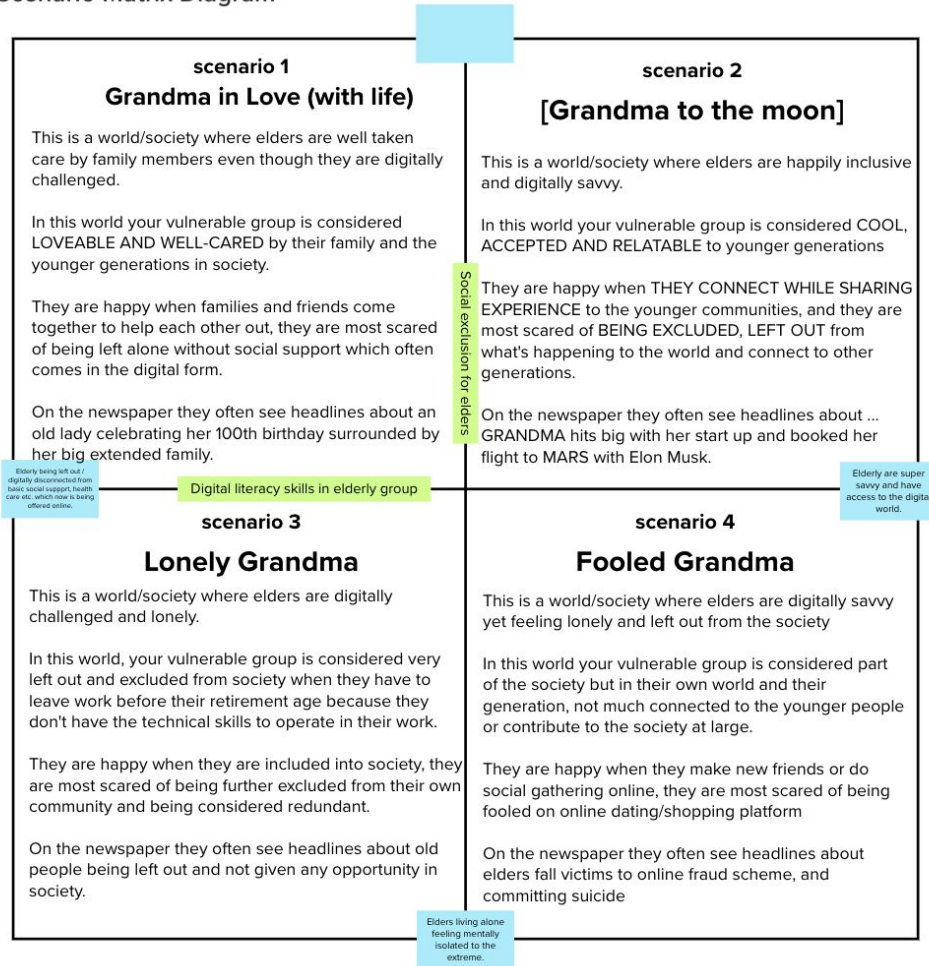 Scenario Matrix Diagram
scenario 1
Grandma in Love (with life)
This is a world/society where elders are well taken
care by family members even though they are digitally
challenged.
In this world your vulnerable group is considered
LOVEABLE AND WELL-CARED by their family and the
younger generations in society.
They are happy when families and friends come
together to help each other out, they are most scared
of being left alone without social support which often
comes in the digital form.
On the newspaper they often see headlines about an
old lady celebrating her 100th birthday surrounded by
her big extended family.
scenario 2
[Grandma to the moon]
This is a world/society where elders are happily inclusive
and digitally savvy.
In this world your vulnerable group is considered COOL,
ACCEPTED AND RELATABLE to younger generations
They are happy when THEY CONNECT WHILE SHARING
EXPERIENCE to the younger communities, and they are
most scared of BEING EXCLUDED, LEFT OUT from
what's happening to the world and connect to other
generations.
On the newspaper they often see headlines about ...
GRANDMA hits big with her start up and booked her
flight to MARS with Elon Musk.
Social exclusion for elders
Elderly being left out /
digitally disconnected from
basic social suppprt, health
care etc. which now is being
offered online.
Digital literacy skills in elderly group
Elderly are super
savvy and have
access to the digital
world.
scenario 3
Lonely Grandma
This is a world/society where elders are digitally
challenged and lonely.
In this world, your vulnerable group is considered very
left out and excluded from society when they have to
leave work before their retirement age because they
don't have the technical skills to operate in their work.
They are happy when they are included into society, they
are most scared of being further excluded from their own
community and being considered redundant.
On the newspaper they often see headlines about old
people being left out and not given any opportunity in
society.
scenario 4
Fooled Grandma
This is a world/society where elders are digitally savvy
yet feeling lonely and left out from the society
In this world your vulnerable group is considered part
of the society but in their own world and their
generation, not much connected to the younger people
or contribute to the society at large.
They are happy when they make new friends or do
social gathering online, they are most scared of being
fooled on online dating/shopping platform
On the newspaper they often see headlines about
elders fall victims to online fraud scheme, and
committing suicide
Elders living alone
feeling mentally
isolated to the
extreme.